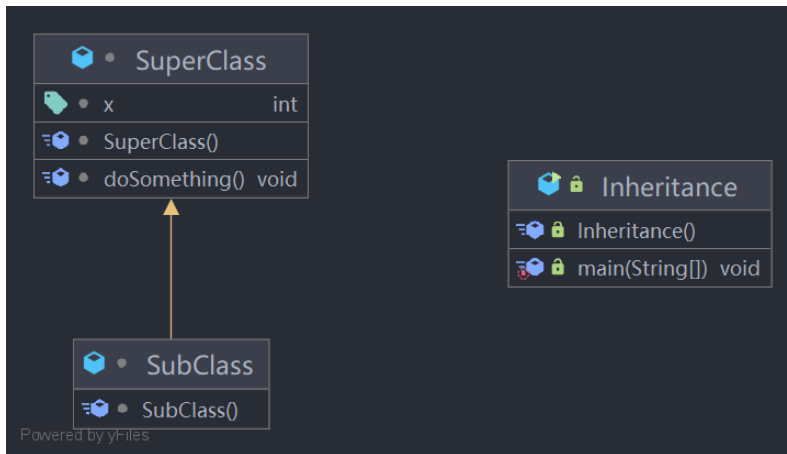 SuperClass
x int
SuperClass()
doSomething() void
Inheritance
Inheritance()
main(String[]) void
SubClass
SubClass()
Powered by yFiles